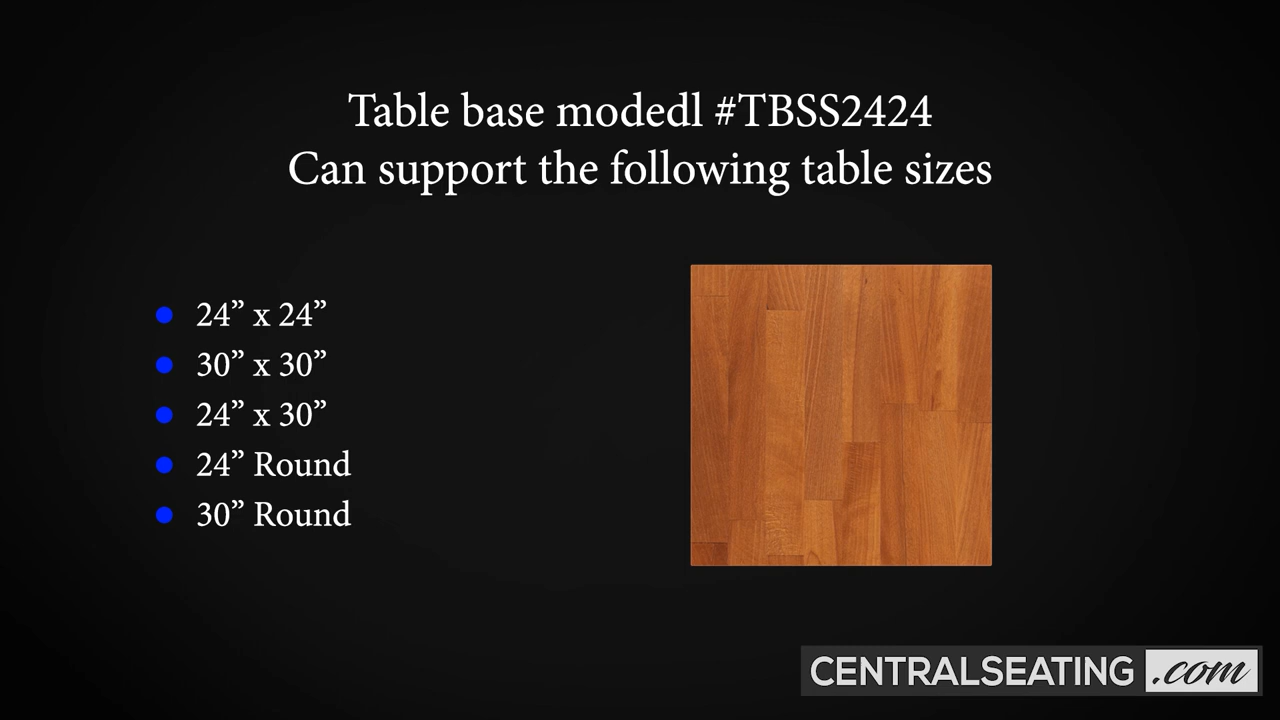 Table base modedl #TBSS2424
Can support the following table sizes
24” x 24”
30” x 30”
24” x 30”
24” Round
30” Round
CENTRALSEATING.com